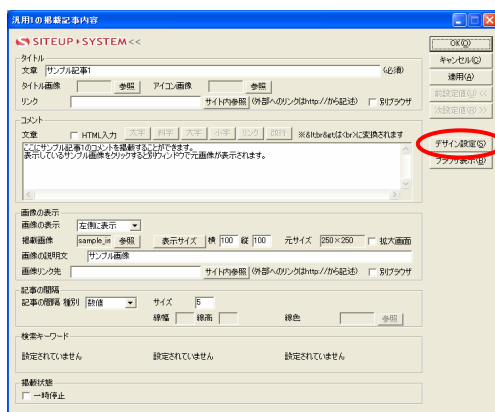 汎用1の掲載記事内容
SITEUP▸SYSTEM<<
タイトル
文章 サンプル記事1 (必須)
タイトル画像 参照 アイコン画像 参照
リンク サイト内参照 (外部へのリンクはhttp://から記述) 別ブラウザ
コメント
文章 HTML入力 太字 斜字 大字 小字 リンク 改行 ※&lt;br&gt;は<br>に変換されます
ここにサンプル記事1のコメントを掲載することができます。
表示しているサンプル画像をクリックすると別ウィンドウで元画像が表示されます。
画像の表示
画像の表示 左側に表示
掲載画像 sample_in 参照 表示サイズ 横 100 縦 100 元サイズ 250×250 拡大画面
画像の説明文 サンプル画像
画像リンク先 サイト内参照 (外部へのリンクはhttp://から記述) 別ブラウザ
記事の間隔
記事の間隔 種別 数値 サイズ 5
線幅 線高 線色 参照
検索キーワード
設定されていません 設定されていません 設定されていません
掲載状態
一時停止
OK(O)
キャンセル(C)
適用(A)
前設定値(U) <<
次設定値(R) >>
デザイン設定(S)
ブラウザ表示(B)